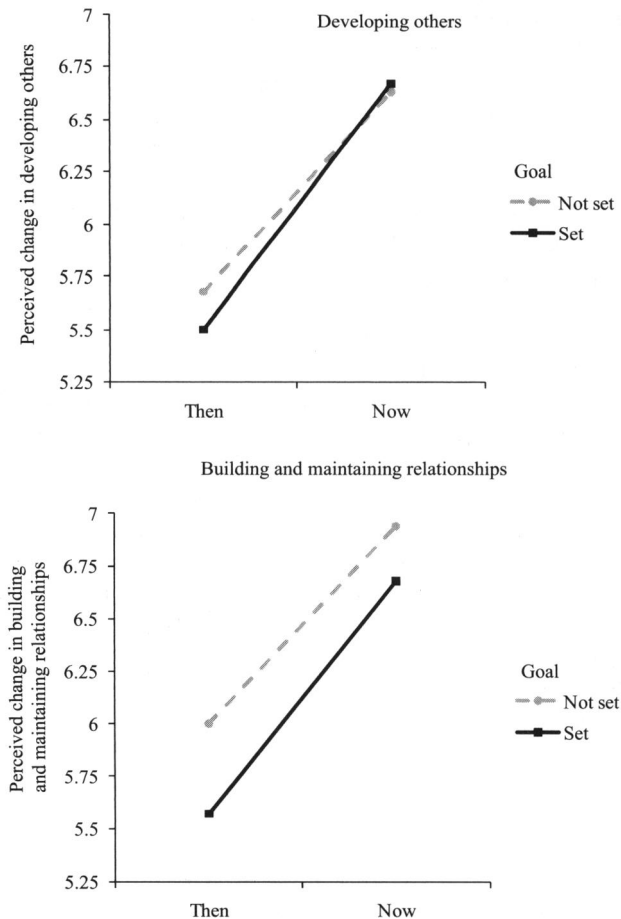 Developing others
Perceived change in developing others
7
6.75
6.5
6.25
6
5.75
5.5
5.25
Then
Now
Goal
Not set
Set
Building and maintaining relationships
Perceived change in building
and maintaining relationships
7
6.75
6.5
6.25
6
5.75
5.5
5.25
Then
Now
Goal
Not set
Set